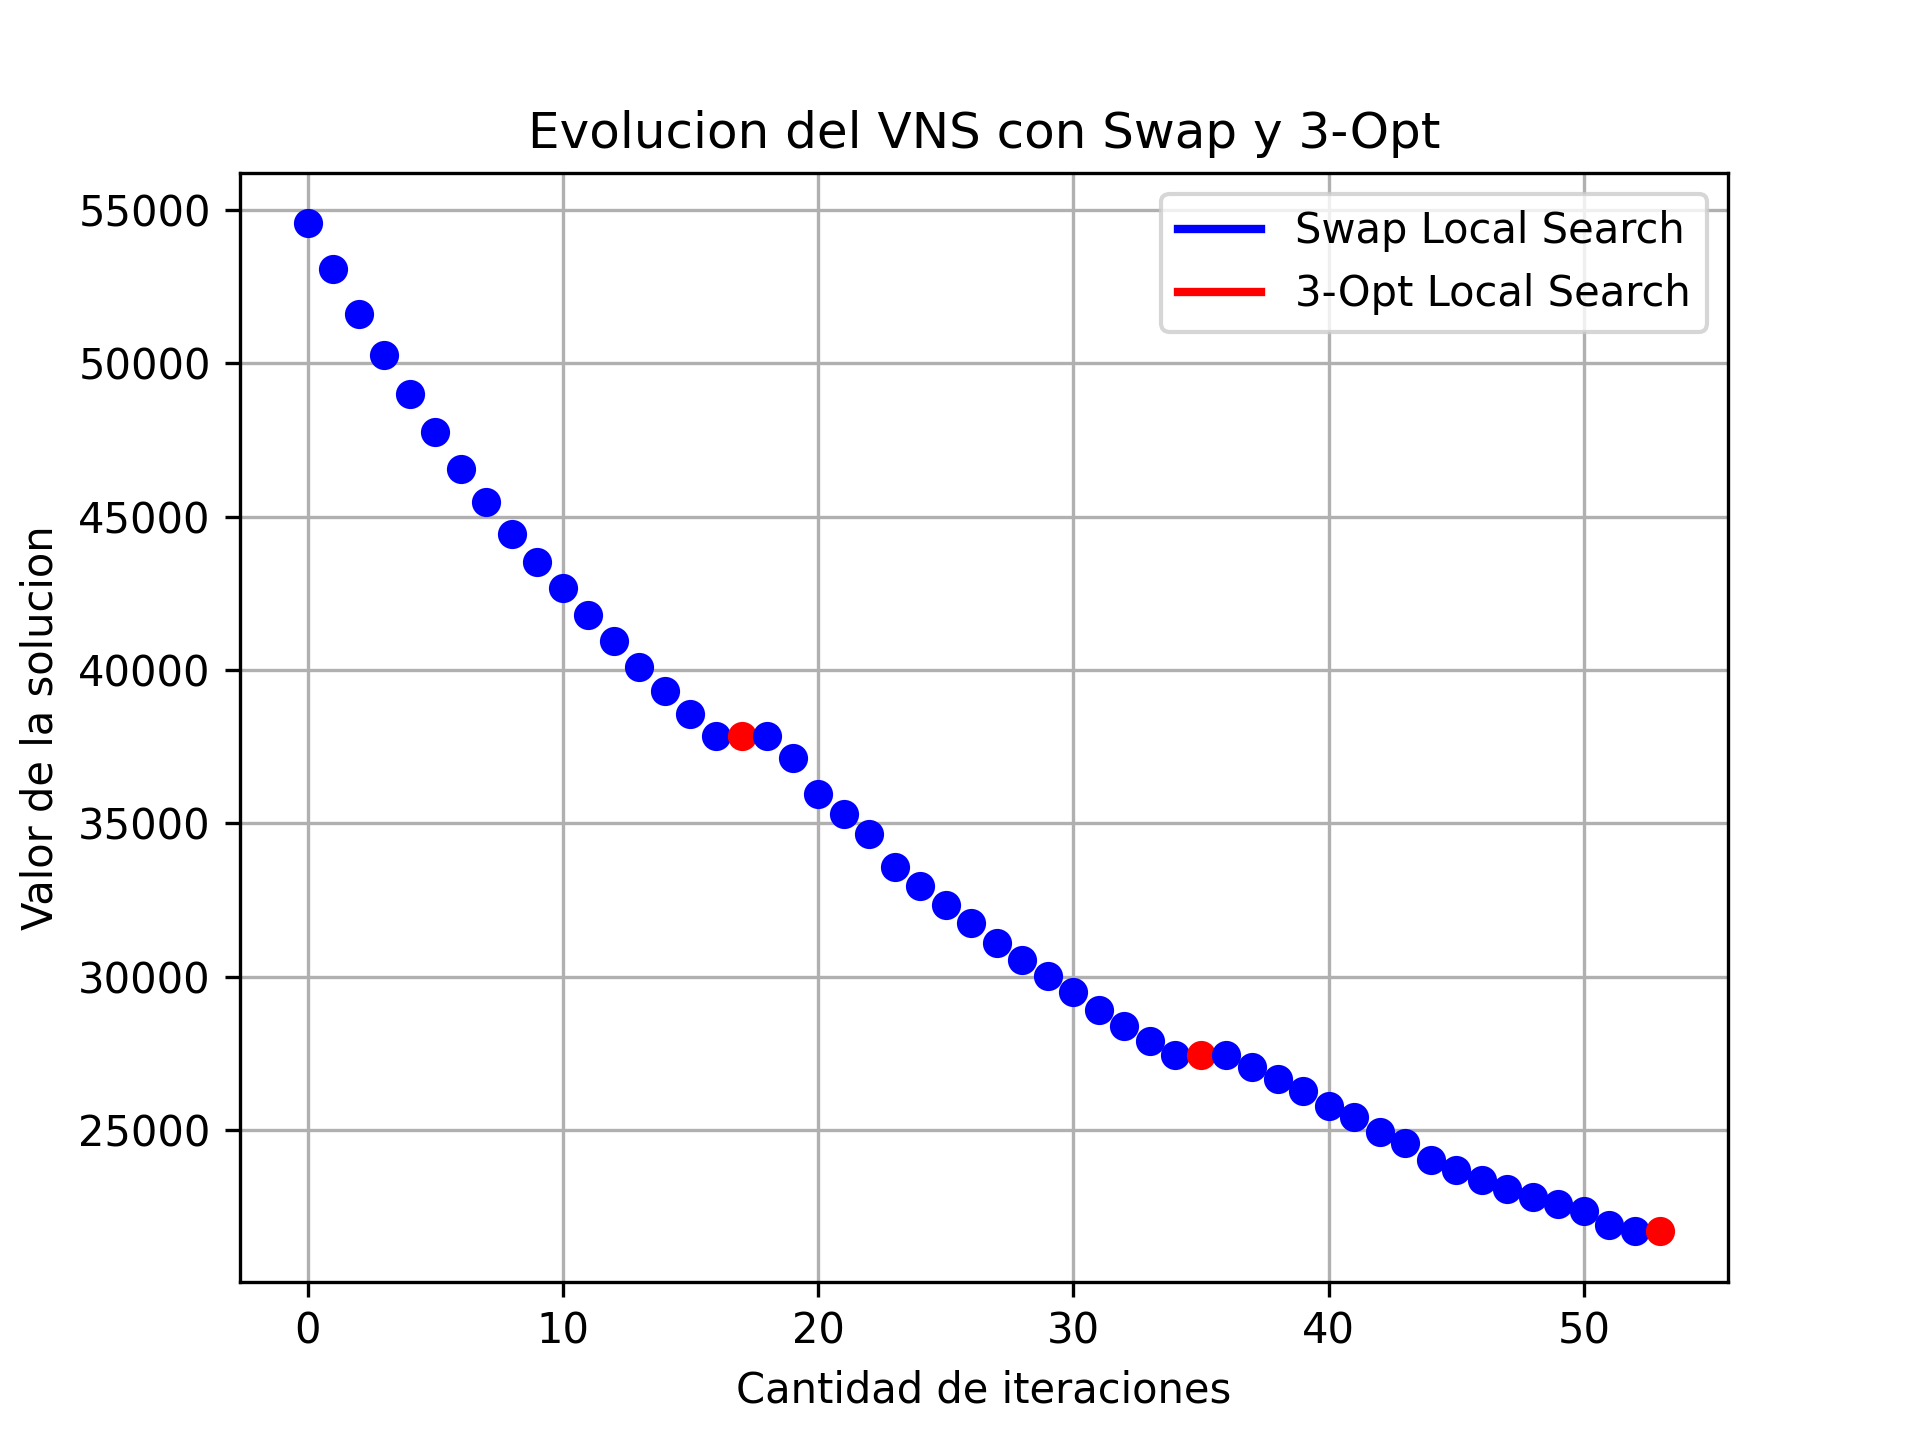 Evolucion del VNS con Swap y 3-Opt
Swap Local Search
3-Opt Local Search
Valor de la solucion
55000
50000
45000
40000
35000
30000
25000
0 10 20 30 40 50
Cantidad de iteraciones